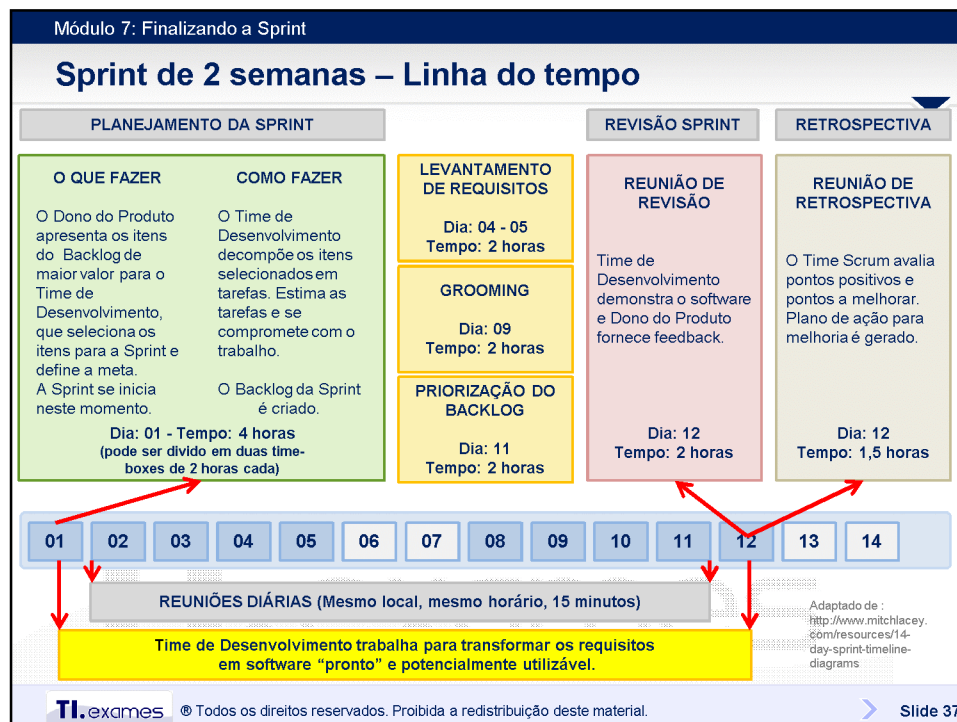 Módulo 7: Finalizando a Sprint
Sprint de 2 semanas – Linha do tempo
PLANEJAMENTO DA SPRINT
REVISÃO SPRINT
RETROSPECTIVA
O QUE FAZER
O Dono do Produto
apresenta os itens
do Backlog de
maior valor para o
Time de
Desenvolvimento,
que seleciona os
itens para a Sprint e
define a meta.
A Sprint se inicia
neste momento.
COMO FAZER
O Time de
Desenvolvimento
decompõe os itens
selecionados em
tarefas. Estima as
tarefas e se
compromete com o
trabalho.
O Backlog da Sprint
é criado.
Dia: 01 - Tempo: 4 horas
(pode ser divido em duas time-
boxes de 2 horas cada)
LEVANTAMENTO
DE REQUISITOS
Dia: 04 - 05
Tempo: 2 horas
GROOMING
Dia: 09
Tempo: 2 horas
PRIORIZAÇÃO DO
BACKLOG
Dia: 11
Tempo: 2 horas
REUNIÃO DE
REVISÃO
Time de
Desenvolvimento
demonstra o software
e Dono do Produto
fornece feedback.
Dia: 12
Tempo: 2 horas
REUNIÃO DE
RETROSPECTIVA
O Time Scrum avalia
pontos positivos e
pontos a melhorar.
Plano de ação para
melhoria é gerado.
Dia: 12
Tempo: 1,5 horas
01 02 03 04 05 06 07 08 09 10 11 12 13 14
REUNIÕES DIÁRIAS (Mesmo local, mesmo horário, 15 minutos)
Time de Desenvolvimento trabalha para transformar os requisitos
em software “pronto” e potencialmente utilizável.
Adaptado de :
http://www.mitchlacey.
com/resources/14-
day-sprint-timeline-
diagrams
TI.exames ® Todos os direitos reservados. Proibida a redistribuição deste material. Slide 37